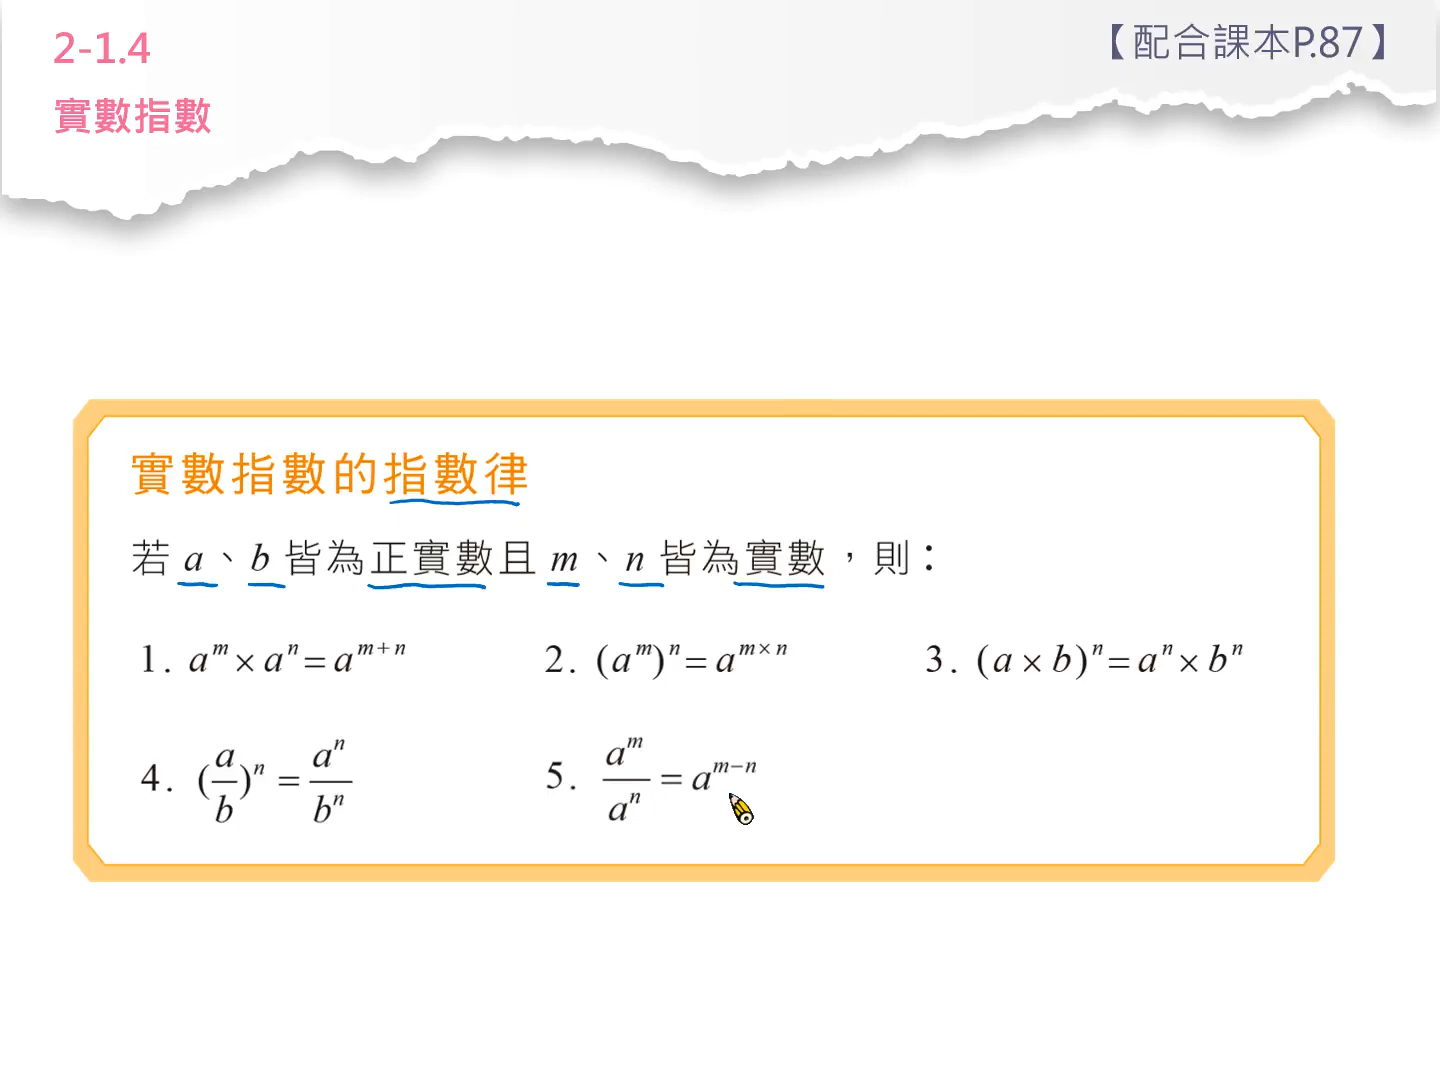 2-1.4
【配合課本P.87】
實數指數
實數指數的指數律
若 a、b 皆為正實數且 m、n 皆為實數，則：
1. a^m × a^n = a^{m+n} 2. (a^m)^n = a^{m×n} 3. (a × b)^n = a^n × b^n
4. (a/b)^n = a^n/b^n 5. a^m/a^n = a^{m−n}